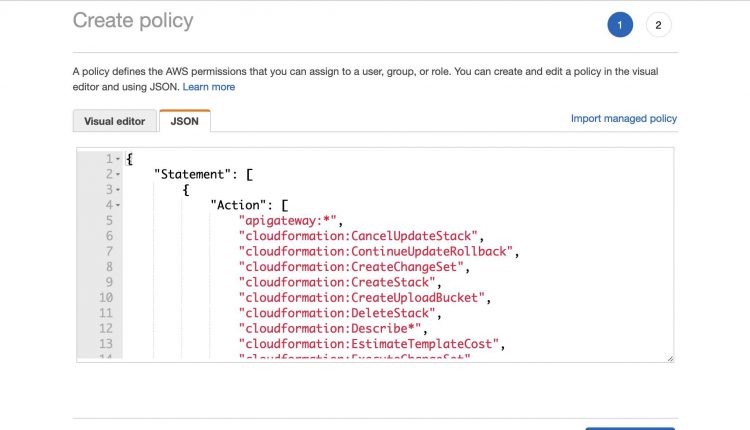 Create policy
1 2
A policy defines the AWS permissions that you can assign to a user, group, or role. You can create and edit a policy in the visual
editor and using JSON. Learn more
Visual editor JSON Import managed policy
1 {
2 "Statement": [
3 {
4 "Action": [
5 "apigateway:*",
6 "cloudformation:CancelUpdateStack",
7 "cloudformation:ContinueUpdateRollback",
8 "cloudformation:CreateChangeSet",
9 "cloudformation:CreateStack",
10 "cloudformation:CreateUploadBucket",
11 "cloudformation:DeleteStack",
12 "cloudformation:Describe*",
13 "cloudformation:EstimateTemplateCost",
14 "cloudformation:ExecuteChangeSet"